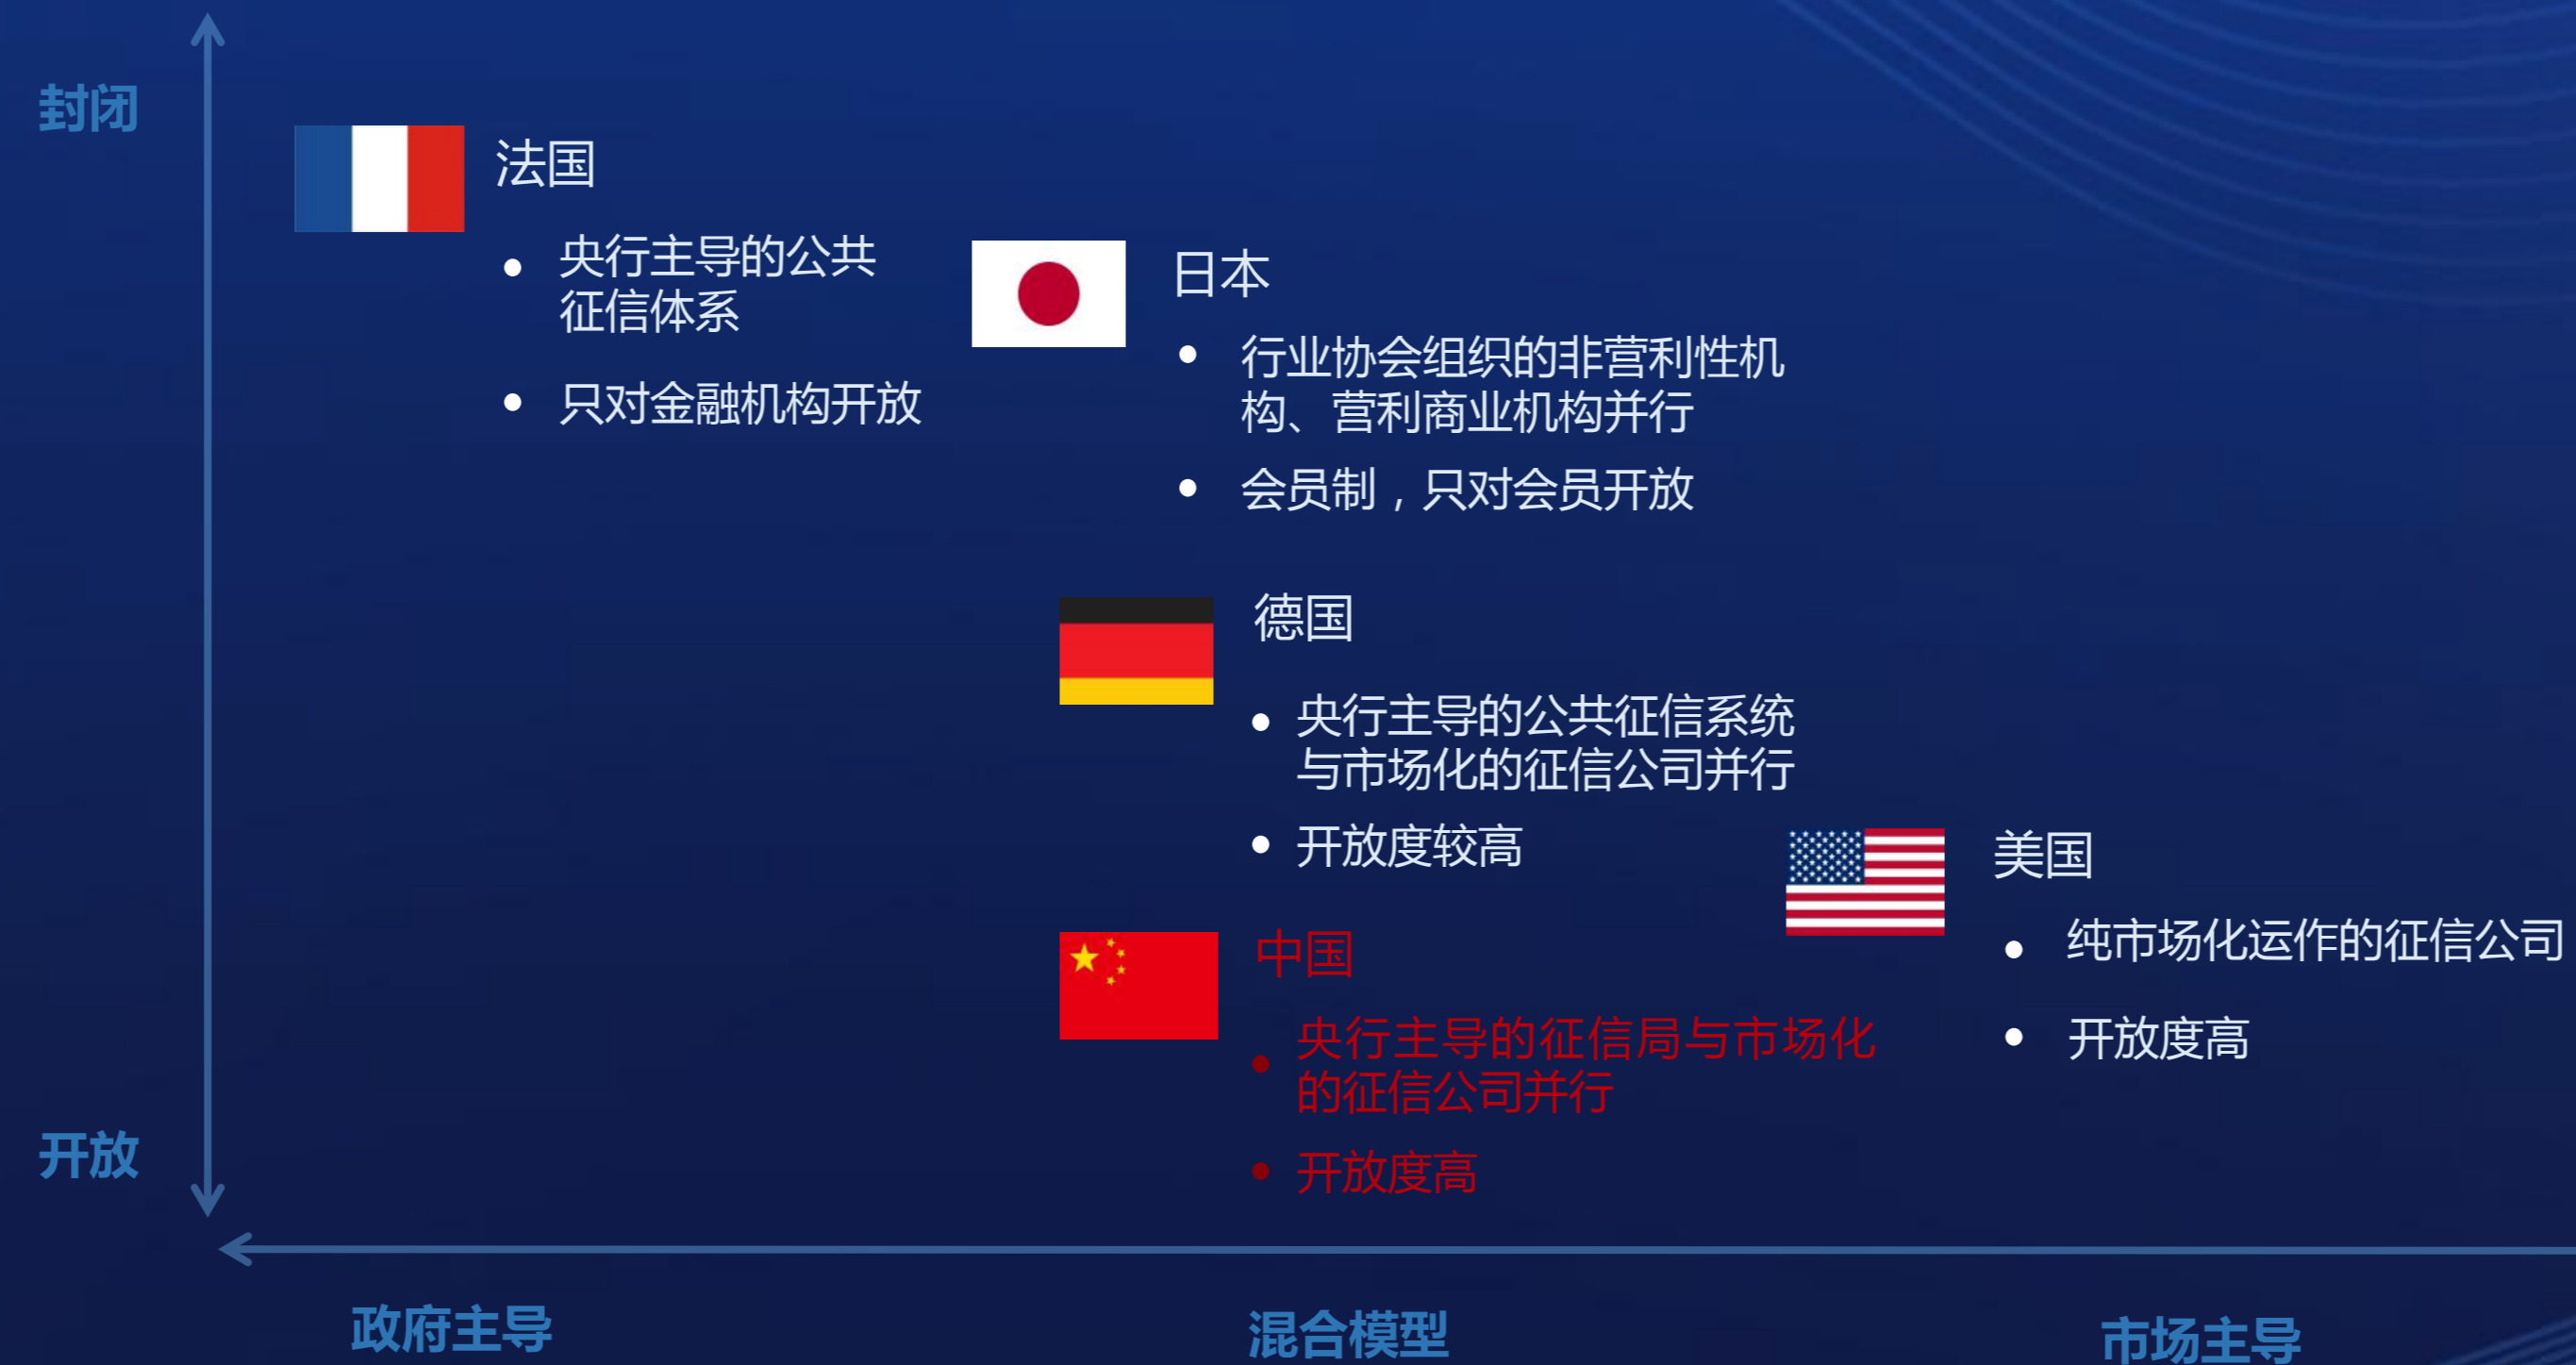 封闭
法国
央行主导的公共
征信体系
只对金融机构开放
日本
行业协会组织的非营利性机
构、营利商业机构并行
会员制，只对会员开放
德国
央行主导的公共征信系统
与市场化的征信公司并行
开放度较高
美国
纯市场化运作的征信公司
开放度高
中国
央行主导的征信局与市场化
的征信公司并行
开放度高
开放
政府主导
混合模型
市场主导